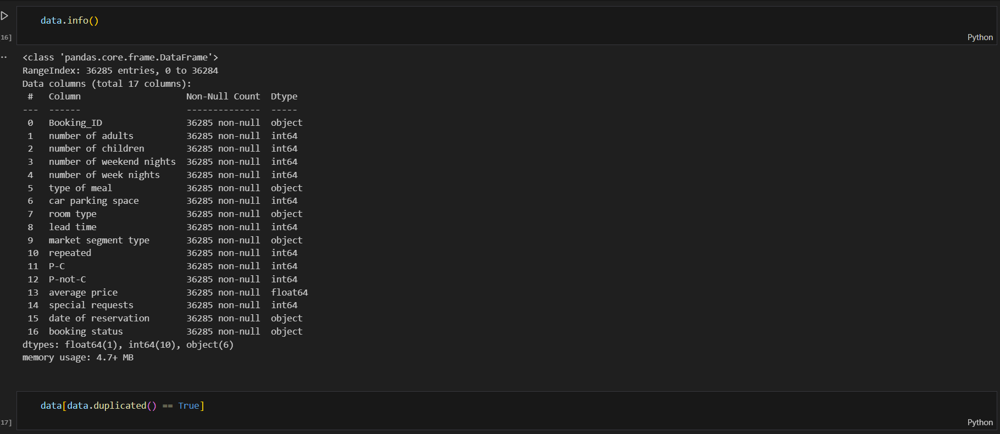 data.info()
16]
Python
<class 'pandas.core.frame.DataFrame'>
RangeIndex: 36285 entries, 0 to 36284
Data columns (total 17 columns):
 #   Column                    Non-Null Count  Dtype
---  ------                    --------------  -----
 0   Booking_ID                36285 non-null  object
 1   number of adults          36285 non-null  int64
 2   number of children        36285 non-null  int64
 3   number of weekend nights  36285 non-null  int64
 4   number of week nights     36285 non-null  int64
 5   type of meal              36285 non-null  object
 6   car parking space         36285 non-null  int64
 7   room type                 36285 non-null  object
 8   lead time                 36285 non-null  int64
 9   market segment type       36285 non-null  object
 10  repeated                  36285 non-null  int64
 11  P-C                       36285 non-null  int64
 12  P-not-C                   36285 non-null  int64
 13  average price             36285 non-null  float64
 14  special requests          36285 non-null  int64
 15  date of reservation       36285 non-null  object
 16  booking status            36285 non-null  object
dtypes: float64(1), int64(10), object(6)
memory usage: 4.7+ MB
data[data.duplicated() == True]
17]
Python